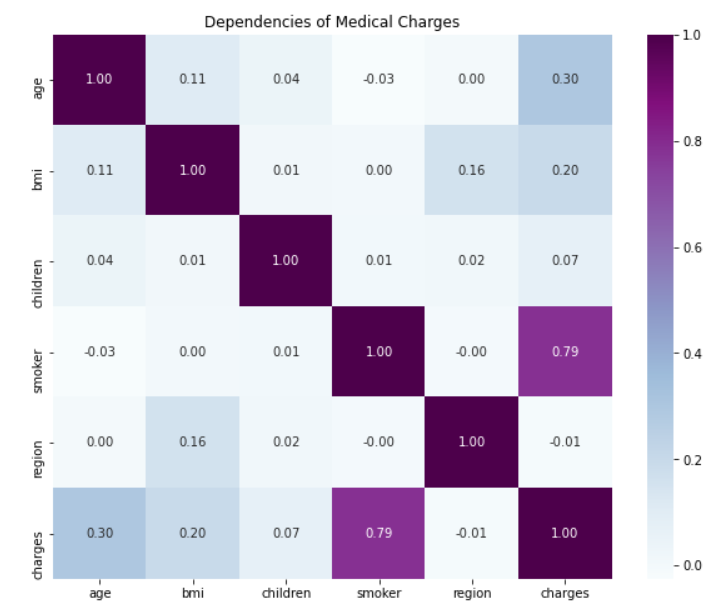 Dependencies of Medical Charges
age 1.00 0.11 0.04 -0.03 0.00 0.30
bmi 0.11 1.00 0.01 0.00 0.16 0.20
children 0.04 0.01 1.00 0.01 0.02 0.07
smoker -0.03 0.00 0.01 1.00 -0.00 0.79
region 0.00 0.16 0.02 -0.00 1.00 -0.01
charges 0.30 0.20 0.07 0.79 -0.01 1.00
age bmi children smoker region charges
1.0
0.8
0.6
0.4
0.2
0.0